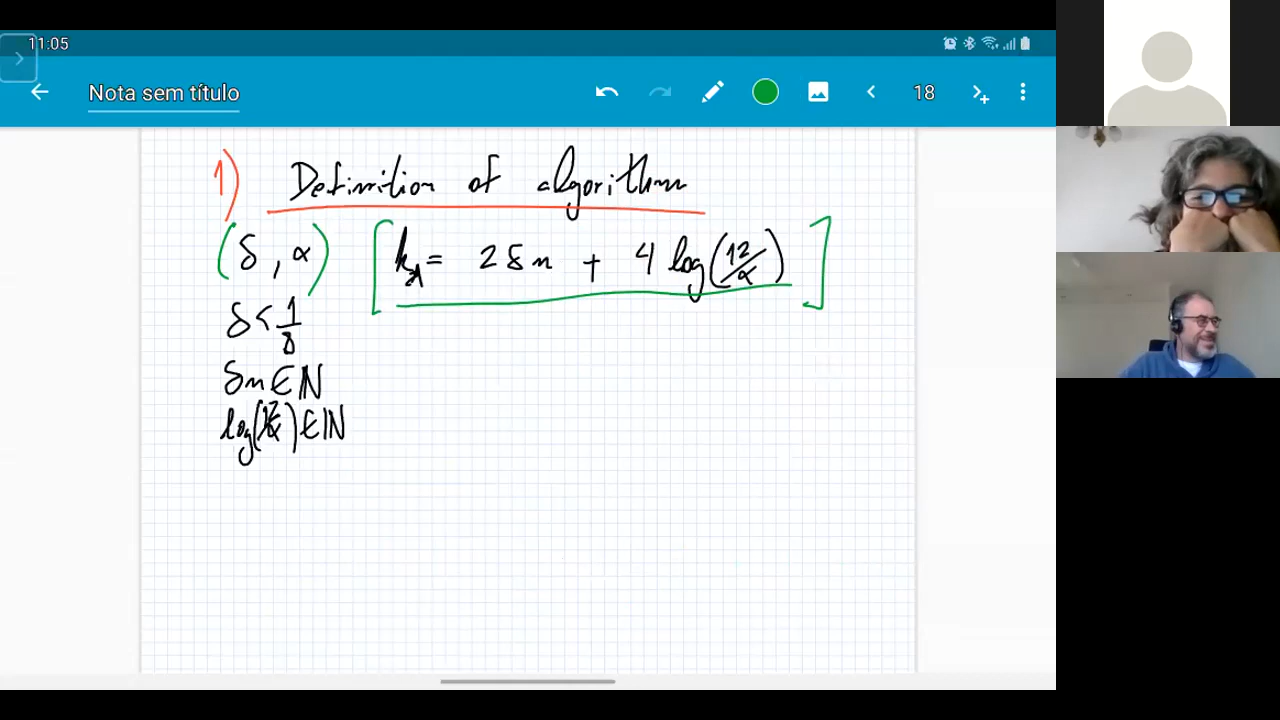 11:05
Nota sem título
18
1) Definition of algorithm
(δ, α) [k₁ = 2δn + 4 log(12/α)]
δ < 1/8
δn ∈ ℕ
log(12/α) ∈ ℕ